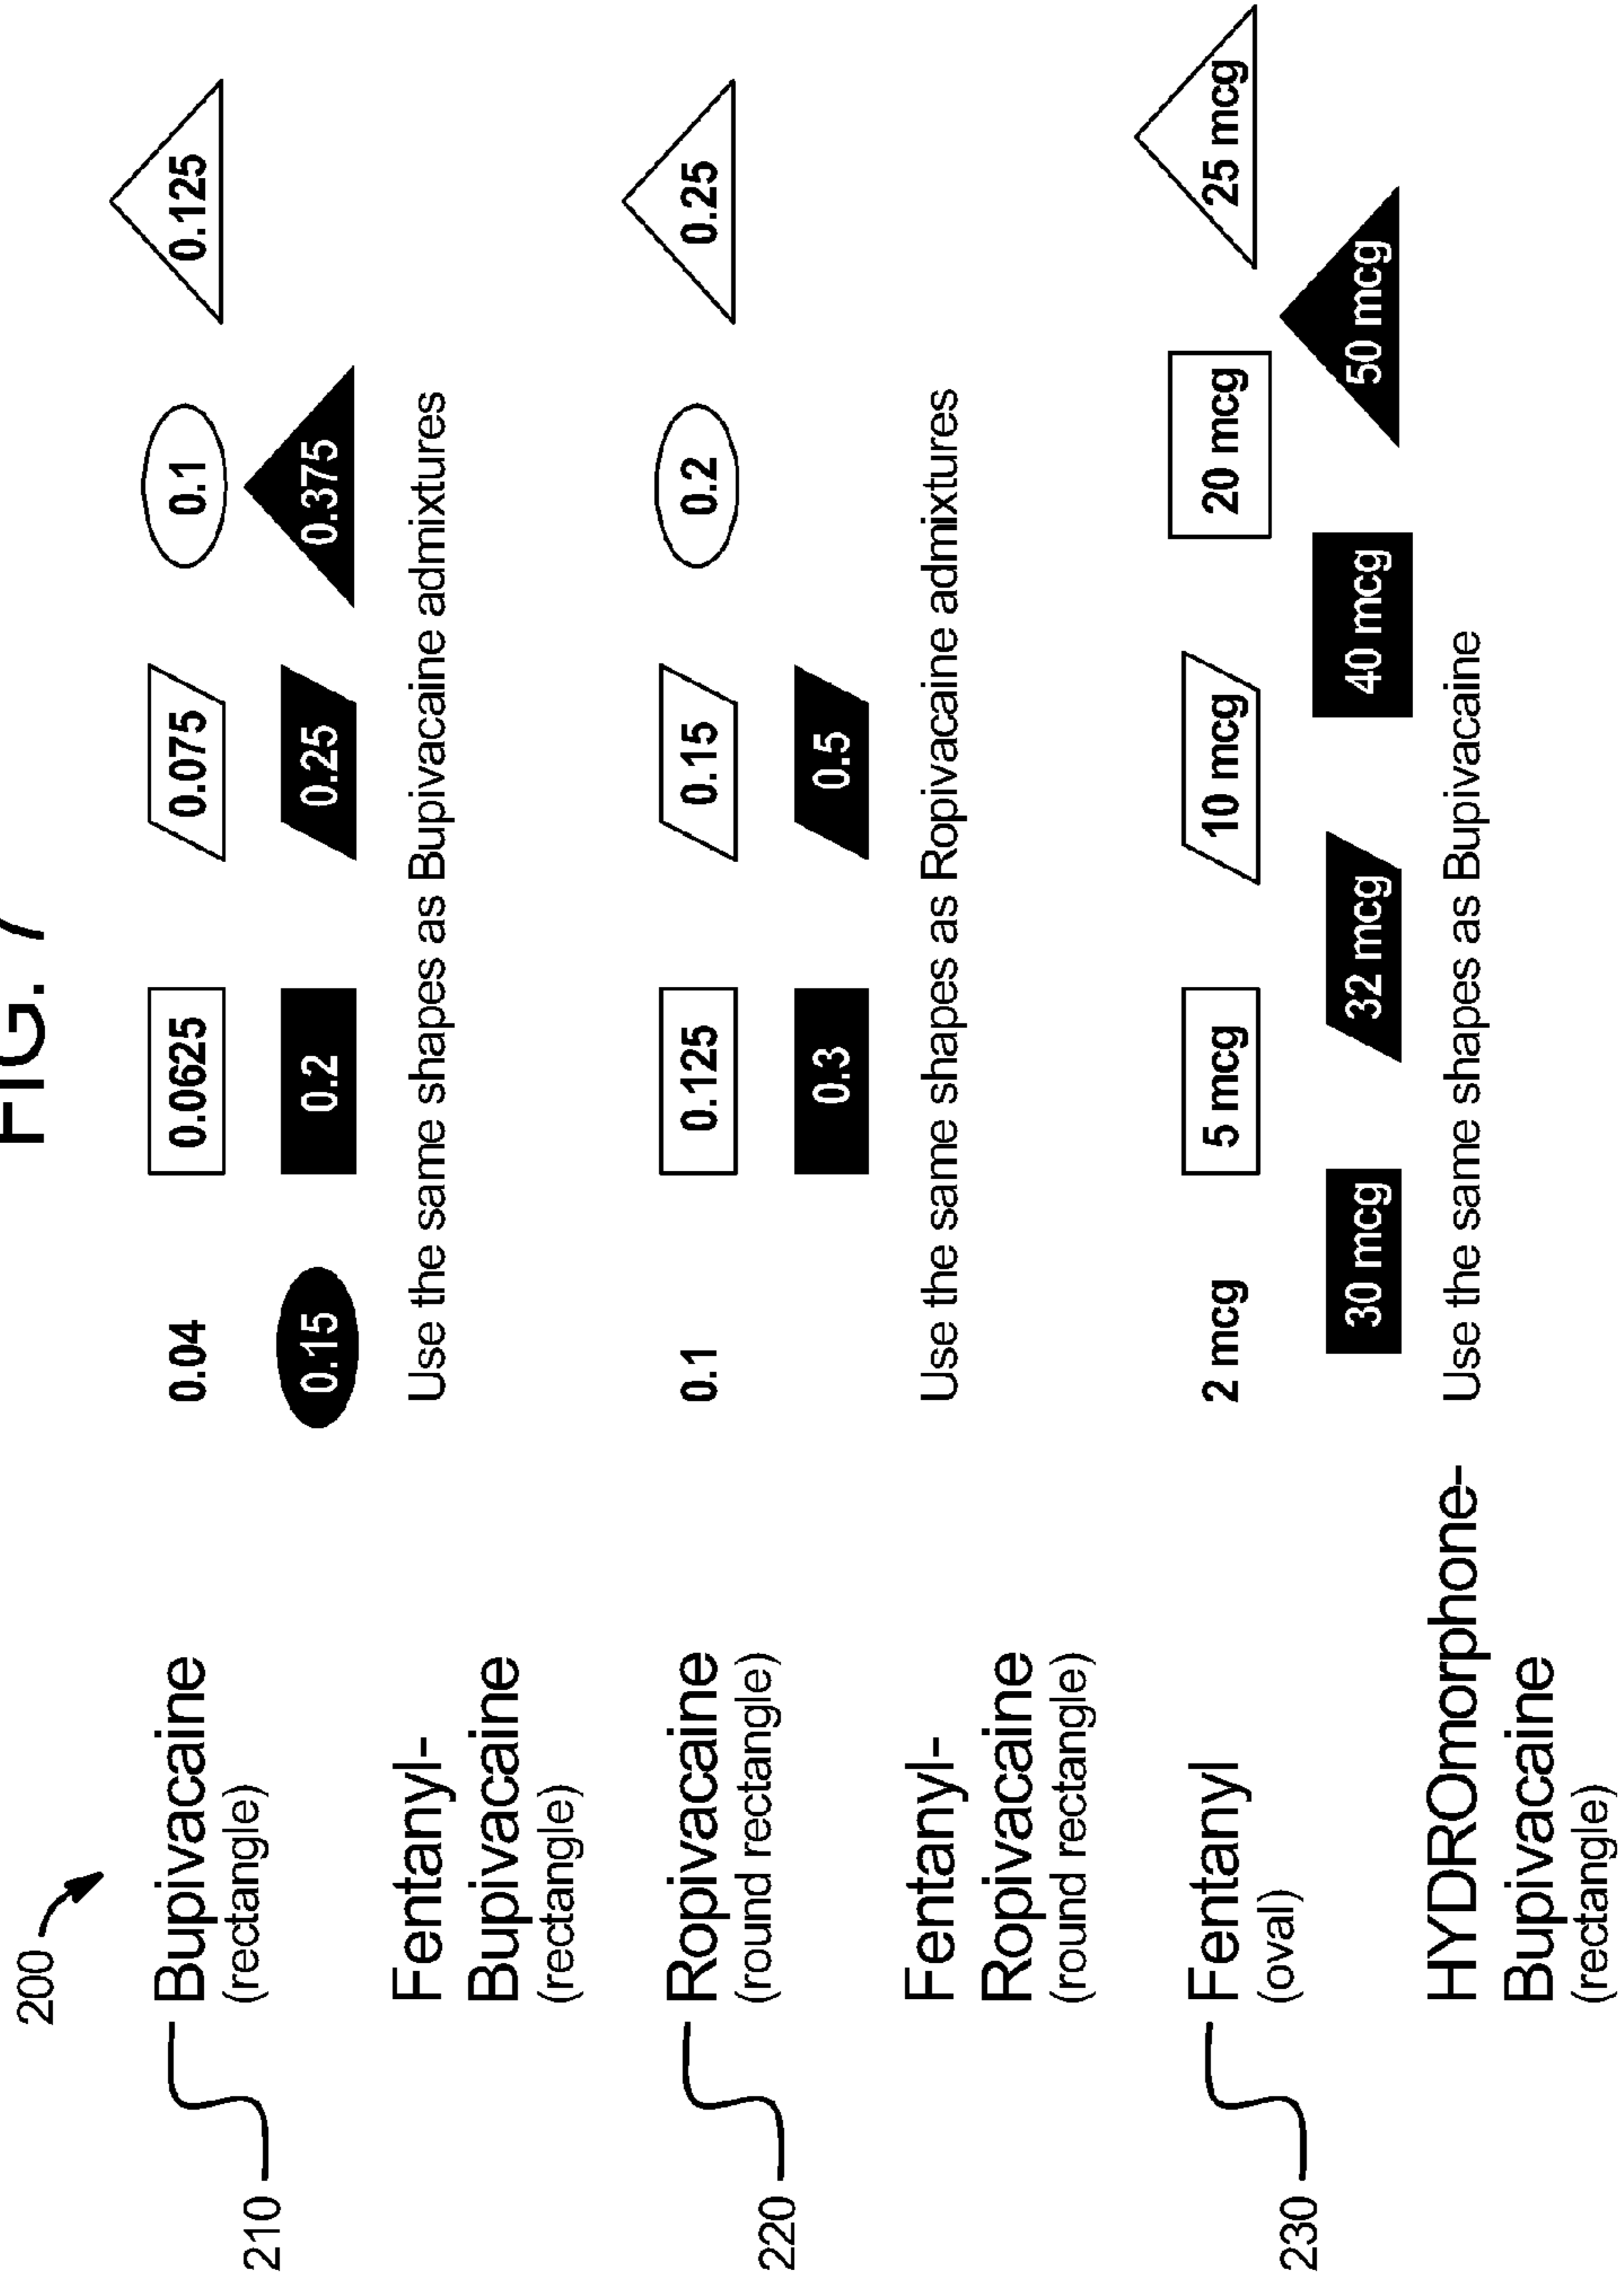 FIG. 7
200
210
Bupivacaine
(rectangle)
0.04 0.0625 0.075 0.1 0.125
0.15 0.2 0.25 0.375
Fentanyl-
Bupivacaine
(rectangle)
Use the same shapes as Bupivacaine admixtures
220
Ropivacaine
(round rectangle)
0.1 0.125 0.15 0.2 0.25
0.3 0.5
Fentanyl-
Ropivacaine
(round rectangle)
Use the same shapes as Ropivacaine admixtures
230
Fentanyl
(oval)
2 mcg 5 mcg 10 mcg 20 mcg 25 mcg
30 mcg 32 mcg 40 mcg 50 mcg
HYDROmorphone-
Bupivacaine
(rectangle)
Use the same shapes as Bupivacaine